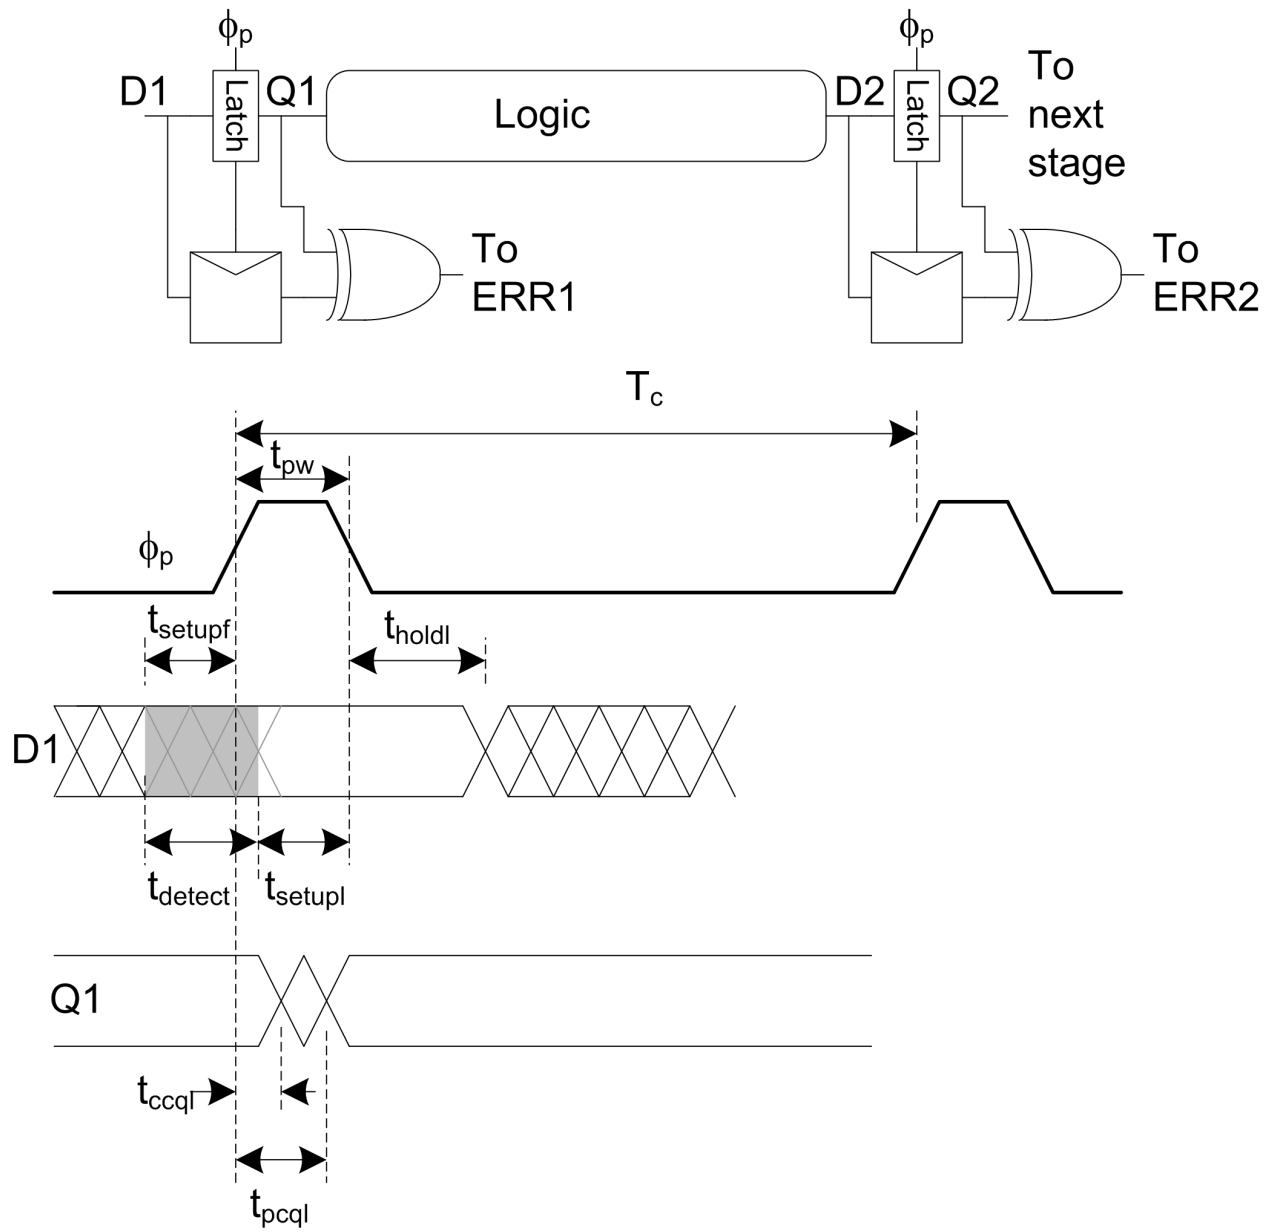 ϕp
ϕp
D1
Latch
Q1
Logic
D2
Latch
Q2
To
next
stage
To
ERR1
To
ERR2
Tc
tpw
ϕp
tsetupf
tholdl
D1
tdetect
tsetupl
Q1
tccql
tpcql